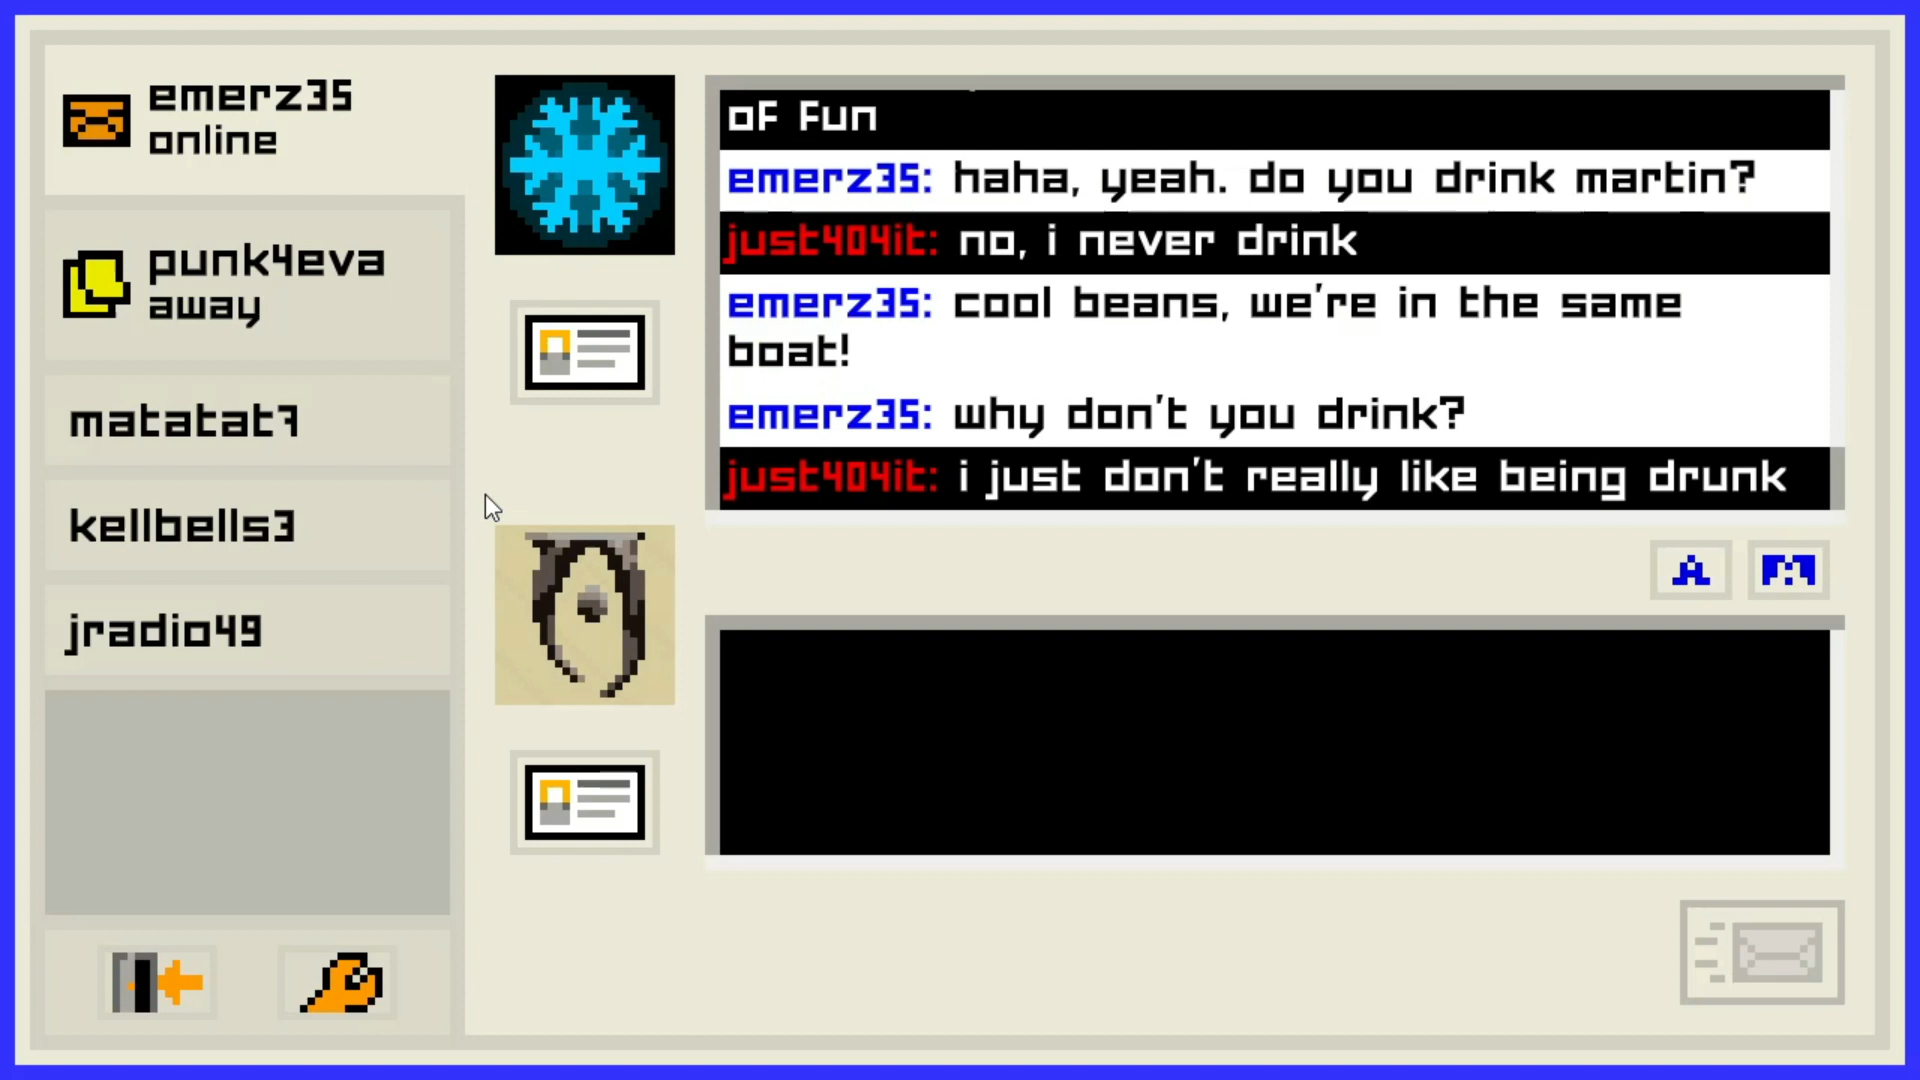 emerz35
online
punk4eva
away
matatat7
kellbells3
jradio49
of fun
emerz35: haha, yeah. do you drink martin?
just404it: no, i never drink
emerz35: cool beans, we're in the same
boat!
emerz35: why don't you drink?
just404it: i just don't really like being drunk
A